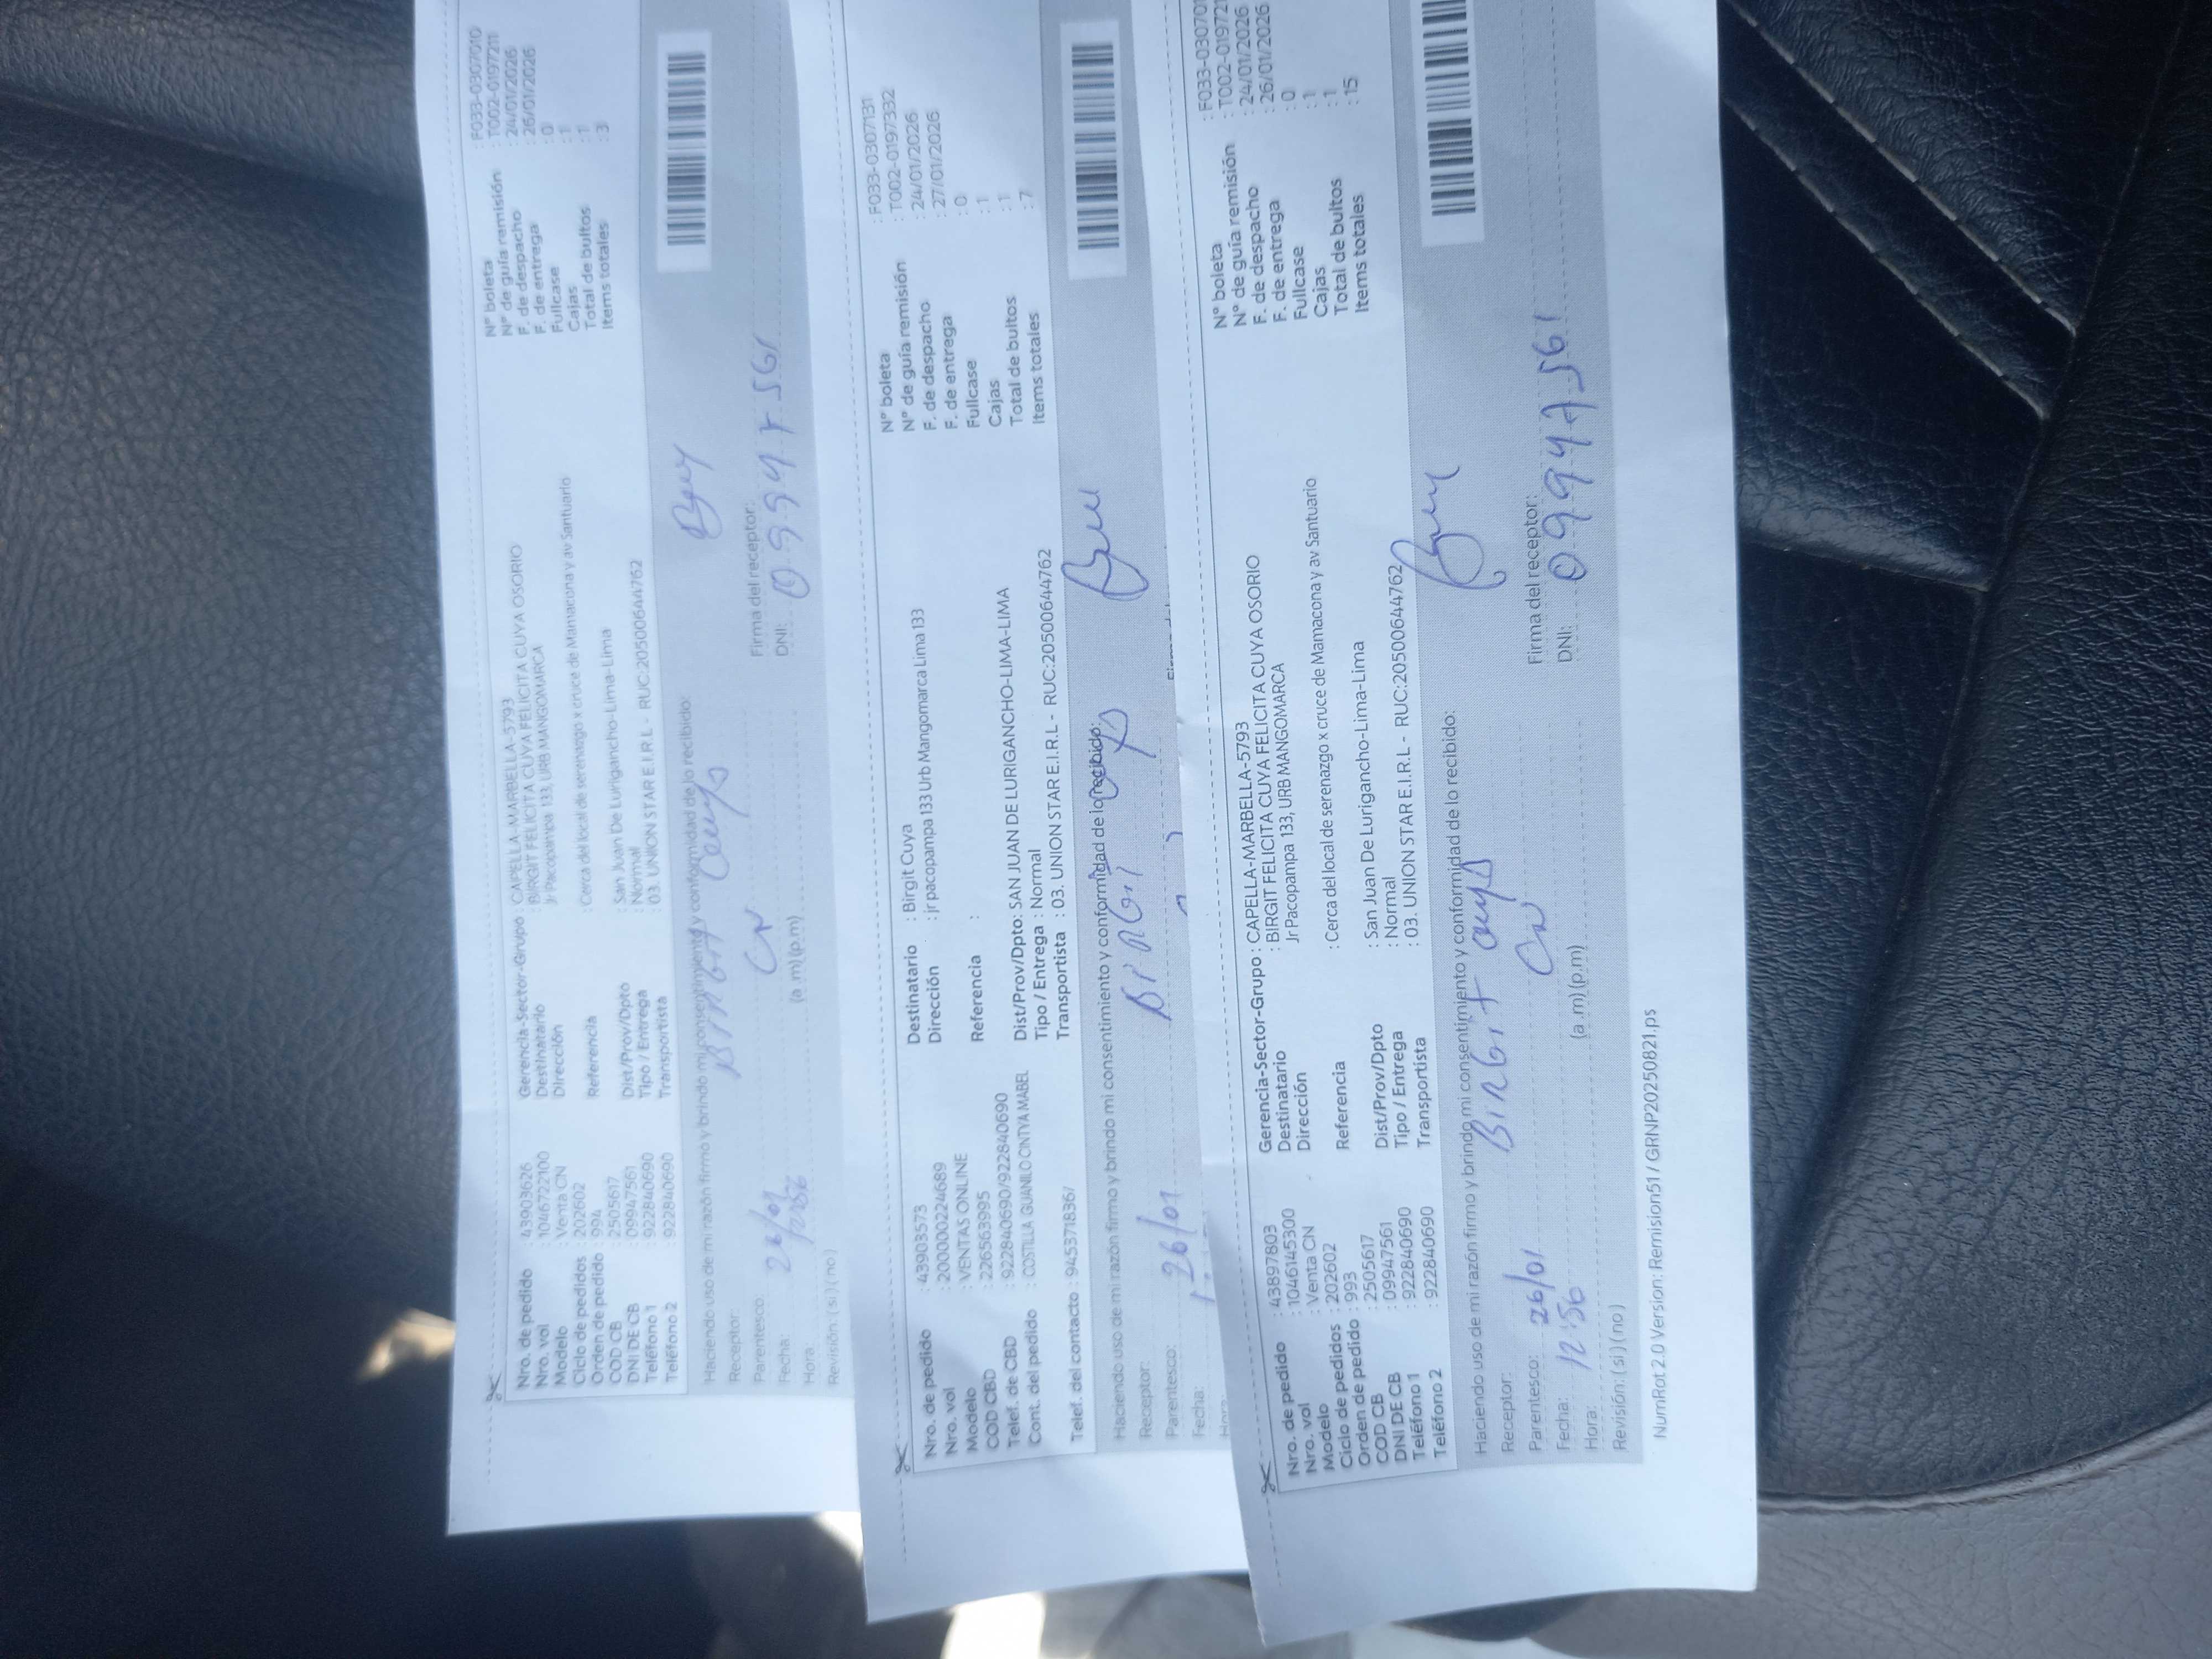 Nro. de pedido : 43903626
Nro. vol : 10467222100
Modelo : Venta CN
Ciclo de pedidos : 202602
Orden de pedido : 994
COD CB : 2505617
DNI DE CB : 09947561
Teléfono 1 : 922840690
Teléfono 2 : 922840690
Gerencia-Sector-Grupo : CAPELLA-MARBELLA-5793
Destinatario : BIRGIT FELICITA CUYA FELICITA CUYA OSORIO
Dirección Jr Pacopampa 133, URB MANGOMARCA
Referencia : Cerca del local de serenazgo x cruce de Mamacona y av Santuario
Dist/Prov/Dpto : San Juan De Lurigancho-Lima-Lima
Tipo / Entrega : Normal
Transportista : 03. UNION STAR E.I.R.L - RUC:20500644762
N° boleta : F033-0307010
N° de guía remisión : T002-0197211
F. de despacho : 24/01/2026
F. de entrega : 26/01/2026
Fullcase : 0
Cajas : 1
Total de bultos : 1
Items totales : 3
Haciendo uso de mi razón firmo y brindo mi consentimiento y conformidad de lo recibido:
Receptor: Birgit Cuya
Parentesco: CN
Fecha: 26/01
Hora: 12:56 (a.m)(p.m)
Revisión: (si)(no)
Firma del receptor:
DNI: 09947561
Nro. de pedido : 43903573
Nro. vol : 200000224689
Modelo : VENTAS ONLINE
COD CBD : 226563995
Telef. de CBD : 922840690/922840690
Cont. del pedido : COSTILLA GUANILO CINTYA MABEL
Telef. del contacto : 945371836/
Destinatario : Birgit Cuya
Dirección : jr pacopampa 133 Urb Mangomarca Lima 133
Referencia :
Dist/Prov/Dpto: SAN JUAN DE LURIGANCHO-LIMA-LIMA
Tipo / Entrega : Normal
Transportista : 03. UNION STAR E.I.R.L - RUC:20500644762
N° boleta : F033-0307131
N° de guía remisión : T002-0197332
F. de despacho : 24/01/2026
F. de entrega : 27/01/2026
Fullcase : 0
Cajas : 1
Total de bultos : 1
Items totales : 7
Haciendo uso de mi razón firmo y brindo mi consentimiento y conformidad de lo recibido:
Receptor: Birgit Cuya
Parentesco:
Fecha: 26/01
Hora:
Nro. de pedido : 43897803
Nro. vol : 10461145300
Modelo : Venta CN
Ciclo de pedidos : 202602
Orden de pedido : 993
COD CB : 2505617
DNI DE CB : 09947561
Teléfono 1 : 922840690
Teléfono 2 : 922840690
Gerencia-Sector-Grupo : CAPELLA-MARBELLA-5793
Destinatario : BIRGIT FELICITA CUYA FELICITA CUYA OSORIO
Dirección Jr Pacopampa 133, URB MANGOMARCA
Referencia : Cerca del local de serenazgo x cruce de Mamacona y av Santuario
Dist/Prov/Dpto : San Juan De Lurigancho-Lima-Lima
Tipo / Entrega : Normal
Transportista : 03. UNION STAR E.I.R.L - RUC:20500644762
N° boleta
N° de guía remisión
F. de despacho : 24/01/2026
F. de entrega : 26/01/2026
Fullcase : 0
Cajas : 1
Total de bultos : 1
Items totales : 15
Haciendo uso de mi razón firmo y brindo mi consentimiento y conformidad de lo recibido:
Receptor: Birgit Cuya
Parentesco: CN
Fecha: 26/01
Hora: 12:56 (a.m)(p.m)
Revisión: (si)(no)
Firma del receptor:
DNI: 09947561
NumRot 2.0 Version: Remision51 / GRNP20250821.ps